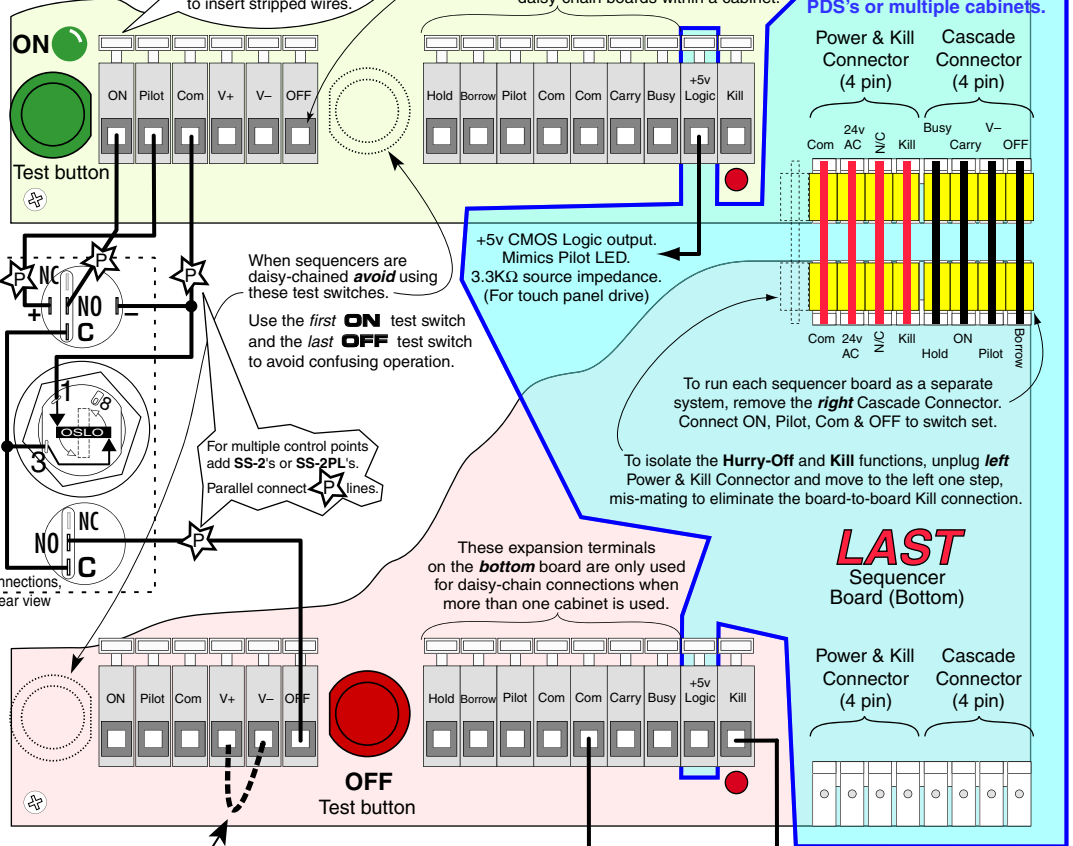 to insert stripped wires.
daisy chain boards within a cabinet.
PDS's or multiple cabinets.
ON
Power & Kill
Connector
(4 pin)
Cascade
Connector
(4 pin)
ON Pilot Com V+ V– OFF
Hold Borrow Pilot Com Com Carry Busy +5v Logic Kill
Com 24v AC N/C Kill Busy Carry V– OFF
Test button
+5v CMOS Logic output.
Mimics Pilot LED.
3.3KΩ source impedance.
(For touch panel drive)
When sequencers are
daisy-chained avoid using
these test switches.
Use the first ON test switch
and the last OFF test switch
to avoid confusing operation.
P
P
P
NC
NO
+
–
C
Com 24v AC N/C Kill Hold ON Pilot Borrow
To run each sequencer board as a separate
system, remove the right Cascade Connector.
Connect ON, Pilot, Com & OFF to switch set.
1
8
OSLO
3
For multiple control points
add SS-2's or SS-2PL's.
Parallel connect P lines.
To isolate the Hurry-Off and Kill functions, unplug left
Power & Kill Connector and move to the left one step,
mis-mating to eliminate the board-to-board Kill connection.
NC
NO
C
P
LAST
Sequencer
Board (Bottom)
These expansion terminals
on the bottom board are only used
for daisy-chain connections when
more than one cabinet is used.
Power & Kill
Connector
(4 pin)
Cascade
Connector
(4 pin)
ON Pilot Com V+ V– OFF
Hold Borrow Pilot Com Com Carry Busy +5v Logic Kill
OFF
Test button